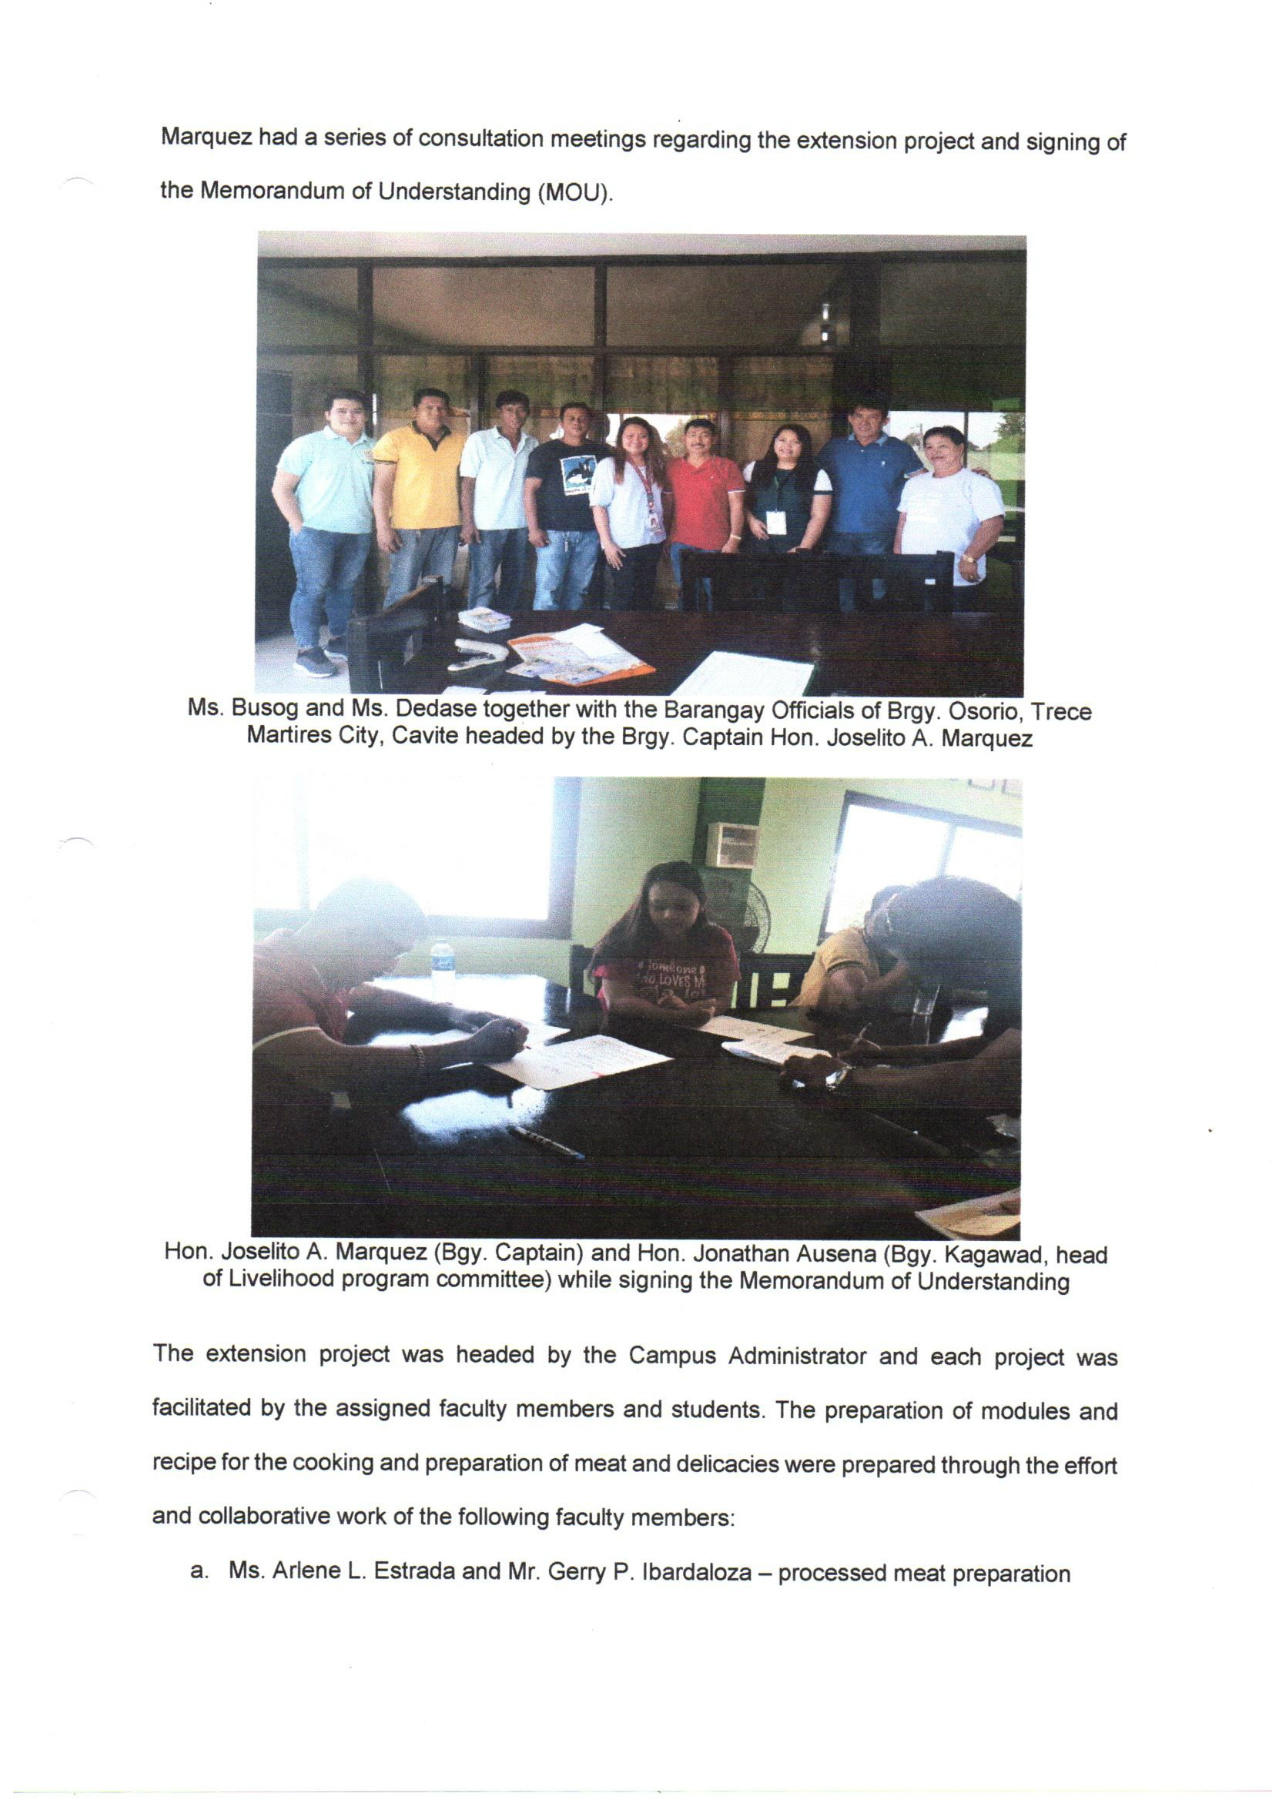 Marquez had a series of consultation meetings regarding the extension project and signing of
the Memorandum of Understanding (MOU).
Ms. Busog and Ms. Dedase together with the Barangay Officials of Brgy. Osorio, Trece
Martires City, Cavite headed by the Brgy. Captain Hon. Joselito A. Marquez
Someone
LOVES M
Hon. Joselito A. Marquez (Bgy. Captain) and Hon. Jonathan Ausena (Bgy. Kagawad, head
of Livelihood program committee) while signing the Memorandum of Understanding
The extension project was headed by the Campus Administrator and each project was
facilitated by the assigned faculty members and students. The preparation of modules and
recipe for the cooking and preparation of meat and delicacies were prepared through the effort
and collaborative work of the following faculty members:
a. Ms. Arlene L. Estrada and Mr. Gerry P. Ibardaloza – processed meat preparation